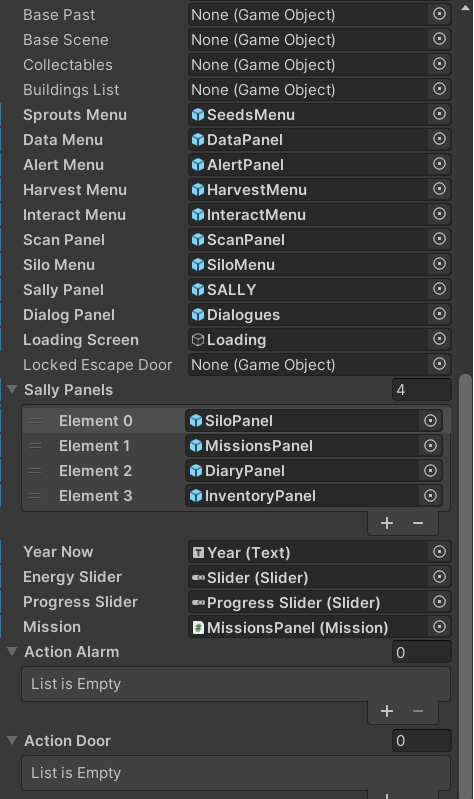 Base Past None (Game Object)
Base Scene None (Game Object)
Collectables None (Game Object)
Buildings List None (Game Object)
Sprouts Menu SeedsMenu
Data Menu DataPanel
Alert Menu AlertPanel
Harvest Menu HarvestMenu
Interact Menu InteractMenu
Scan Panel ScanPanel
Silo Menu SiloMenu
Sally Panel SALLY
Dialog Panel Dialogues
Loading Screen Loading
Locked Escape Door None (Game Object)
Sally Panels 4
Element 0 SiloPanel
Element 1 MissionsPanel
Element 2 DiaryPanel
Element 3 InventoryPanel
Year Now Year (Text)
Energy Slider Slider (Slider)
Progress Slider Progress Slider (Slider)
Mission MissionsPanel (Mission)
Action Alarm 0
List is Empty
Action Door 0
List is Empty